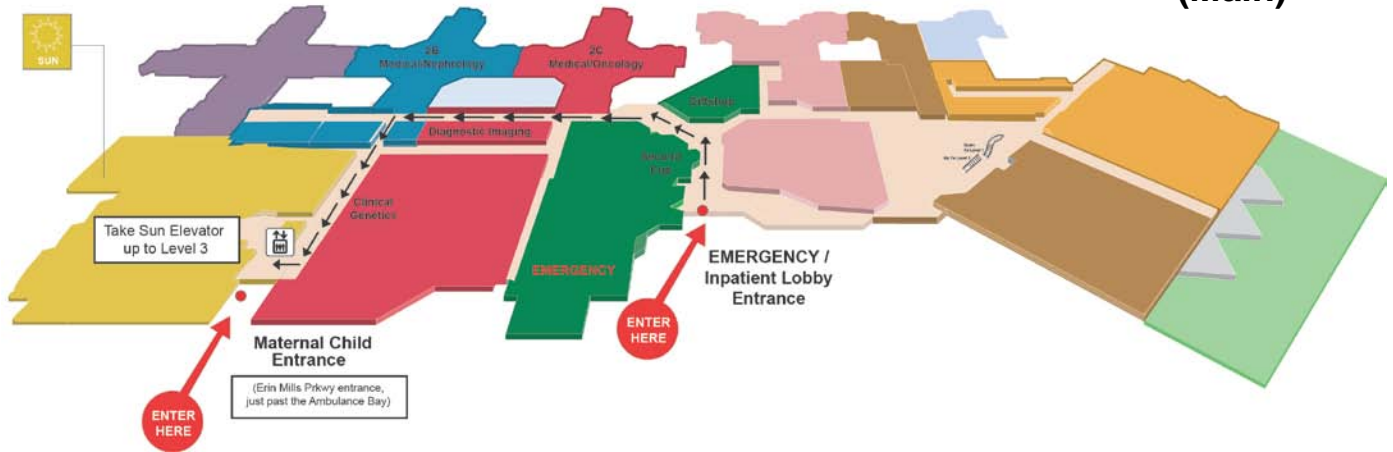 (Main)
SUN
2B
Medical/Nephrology
2C
Medical/Oncology
Giftshop
Diagnostic Imaging
Clinical
Genetics
Take Sun Elevator
up to Level 3
EMERGENCY
EMERGENCY /
Inpatient Lobby
Entrance
ENTER
HERE
Maternal Child
Entrance
(Erin Mills Prkwy entrance,
just past the Ambulance Bay)
ENTER
HERE